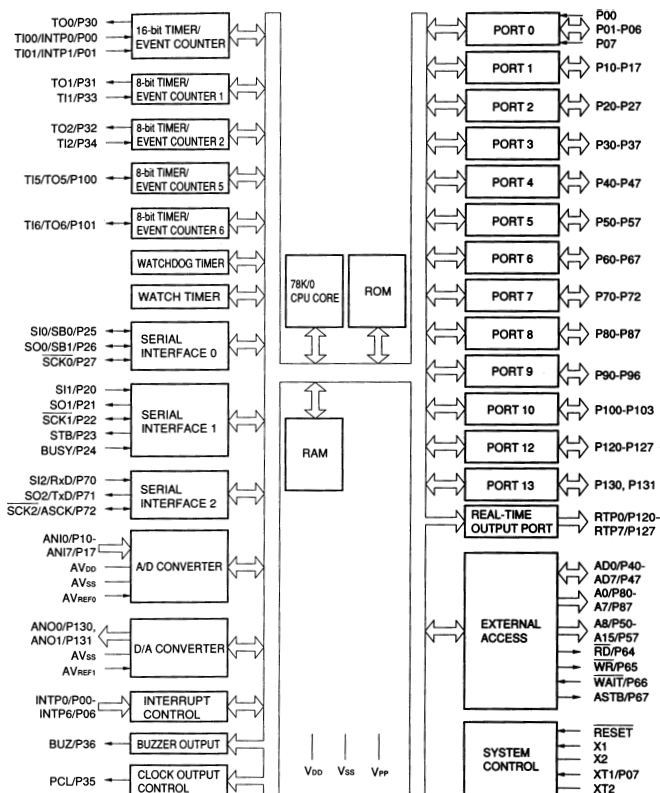 TO0/P30
TI00/INTP0/P00
TI01/INTP1/P01
16-bit TIMER/
EVENT COUNTER
TO1/P31
TI1/P33
8-bit TIMER/
EVENT COUNTER 1
TO2/P32
TI2/P34
8-bit TIMER/
EVENT COUNTER 2
TI5/TO5/P100
8-bit TIMER/
EVENT COUNTER 5
TI6/TO6/P101
8-bit TIMER/
EVENT COUNTER 6
WATCHDOG TIMER
WATCH TIMER
SI0/SB0/P25
SO0/SB1/P26
SCK0/P27
SERIAL
INTERFACE 0
SI1/P20
SO1/P21
SCK1/P22
STB/P23
BUSY/P24
SERIAL
INTERFACE 1
SI2/RxD/P70
SO2/TxD/P71
SCK2/ASCK/P72
SERIAL
INTERFACE 2
ANI0/P10-
ANI7/P17
AVDD
AVSS
AVREF0
A/D CONVERTER
ANO0/P130,
ANO1/P131
AVSS
AVREF1
D/A CONVERTER
INTP0/P00-
INTP6/P06
INTERRUPT
CONTROL
BUZ/P36
BUZZER OUTPUT
PCL/P35
CLOCK OUTPUT
CONTROL
78K/0
CPU CORE
ROM
RAM
VDD
VSS
VPP
PORT 0
P00
P01-P06
P07
PORT 1
P10-P17
PORT 2
P20-P27
PORT 3
P30-P37
PORT 4
P40-P47
PORT 5
P50-P57
PORT 6
P60-P67
PORT 7
P70-P72
PORT 8
P80-P87
PORT 9
P90-P96
PORT 10
P100-P103
PORT 12
P120-P127
PORT 13
P130, P131
REAL-TIME
OUTPUT PORT
RTP0/P120-
RTP7/P127
EXTERNAL
ACCESS
AD0/P40-
AD7/P47
A0/P80-
A7/P87
A8/P50-
A15/P57
RD/P64
WR/P65
WAIT/P66
ASTB/P67
SYSTEM
CONTROL
RESET
X1
X2
XT1/P07
XT2